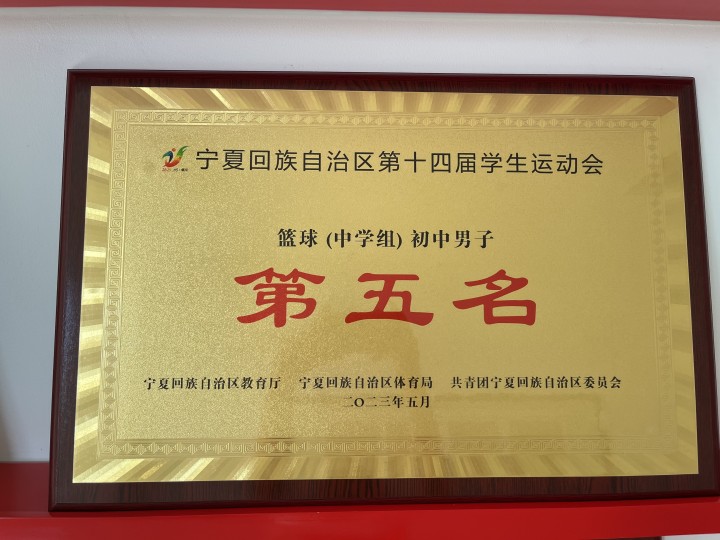 宁夏回族自治区第十四届学生运动会
篮球(中学组)初中男子
第五名
宁夏回族自治区教育厅 宁夏回族自治区体育局 共青团宁夏回族自治区委员会
二〇二三年五月